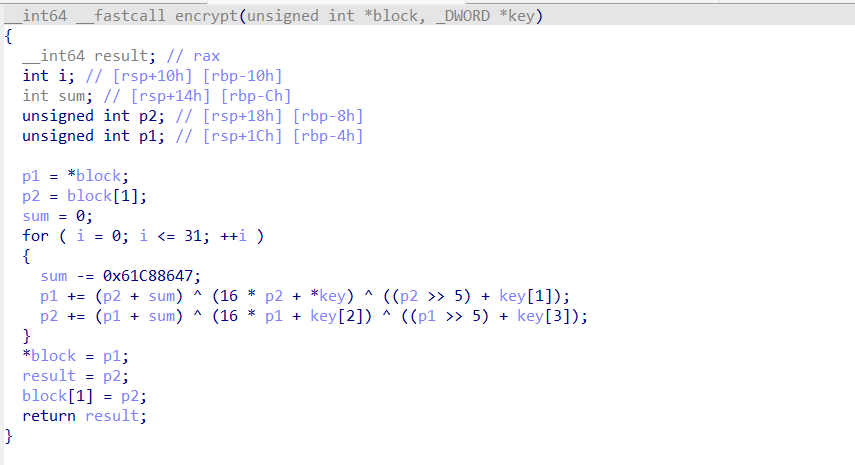 __int64 __fastcall encrypt(unsigned int *block, _DWORD *key)
{
  __int64 result; // rax
  int i; // [rsp+10h] [rbp-10h]
  int sum; // [rsp+14h] [rbp-Ch]
  unsigned int p2; // [rsp+18h] [rbp-8h]
  unsigned int p1; // [rsp+1Ch] [rbp-4h]

  p1 = *block;
  p2 = block[1];
  sum = 0;
  for ( i = 0; i <= 31; ++i )
  {
    sum -= 0x61C88647;
    p1 += (p2 + sum) ^ (16 * p2 + *key) ^ ((p2 >> 5) + key[1]);
    p2 += (p1 + sum) ^ (16 * p1 + key[2]) ^ ((p1 >> 5) + key[3]);
  }
  *block = p1;
  result = p2;
  block[1] = p2;
  return result;
}